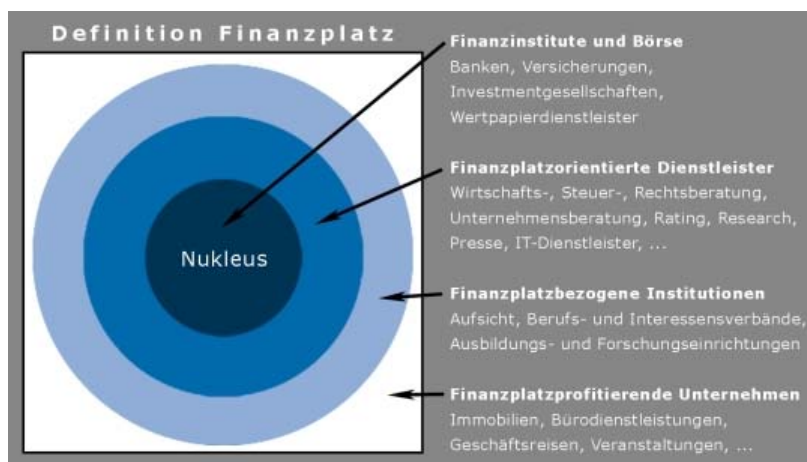 Definition Finanzplatz
Nukleus
Finanzinstitute und Börse
Banken, Versicherungen,
Investmentgesellschaften,
Wertpapierdienstleister
Finanzplatzorientierte Dienstleister
Wirtschafts-, Steuer-, Rechtsberatung,
Unternehmensberatung, Rating, Research,
Presse, IT-Dienstleister, ...
Finanzplatzbezogene Institutionen
Aufsicht, Berufs- und Interessensverbände,
Ausbildungs- und Forschungseinrichtungen
Finanzplatzprofitierende Unternehmen
Immobilien, Bürodienstleistungen,
Geschäftsreisen, Veranstaltungen, ...